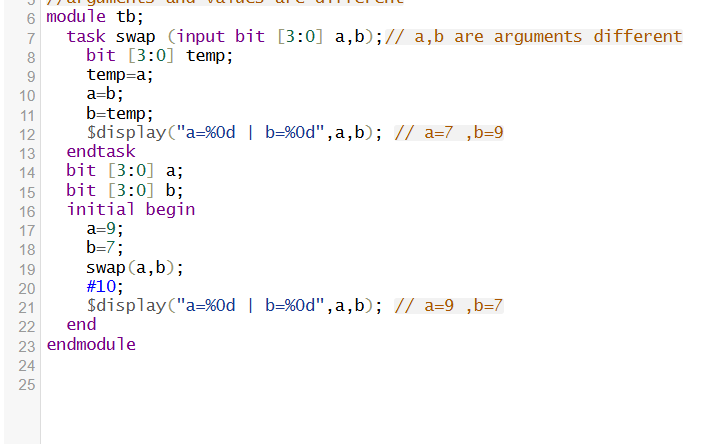 5 //arguments and values are different
6 module tb;
7 task swap (input bit [3:0] a,b);// a,b are arguments different
8 bit [3:0] temp;
9 temp=a;
10 a=b;
11 b=temp;
12 $display("a=%0d | b=%0d",a,b); // a=7 ,b=9
13 endtask
14 bit [3:0] a;
15 bit [3:0] b;
16 initial begin
17 a=9;
18 b=7;
19 swap(a,b);
20 #10;
21 $display("a=%0d | b=%0d",a,b); // a=9 ,b=7
22 end
23 endmodule
24
25